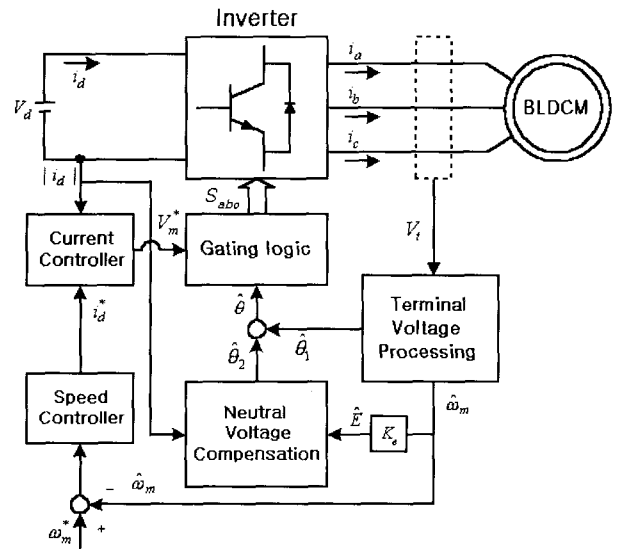 Inverter
i_d
i_a
i_b
i_c
V_d
BLDCM
| i_d |
S_abc
V_m^*
V_t
Current
Controller
Gating logic
Terminal
Voltage
Processing
i_d^*
θ̂
θ̂_2
θ̂_1
Speed
Controller
Neutral
Voltage
Compensation
Ê
K_e
ω̂_m
− ω̂_m
ω_m^* +